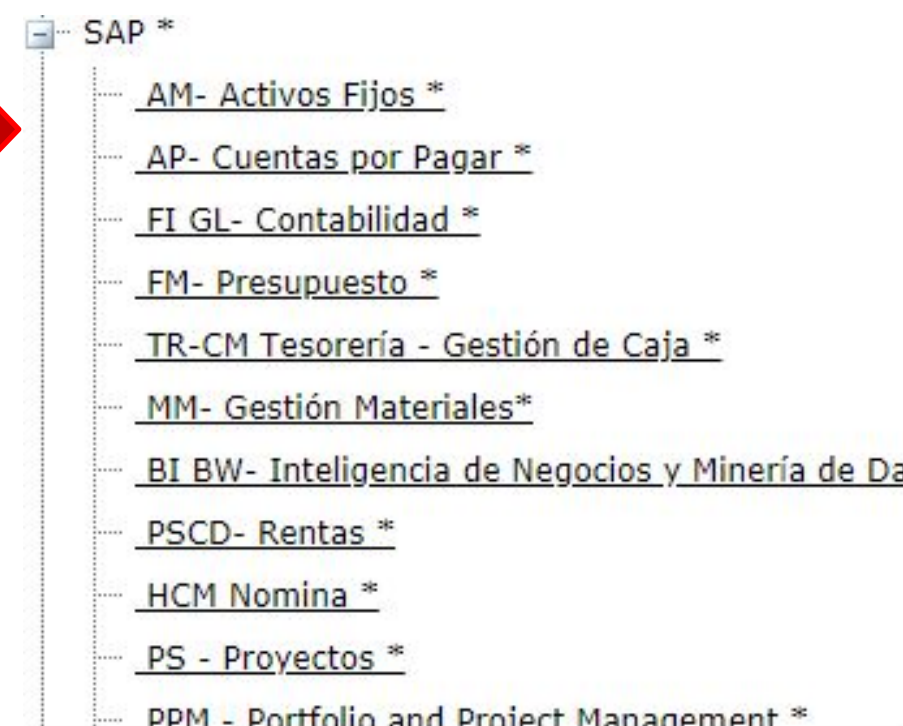 SAP *
AM- Activos Fijos *
AP- Cuentas por Pagar *
FI GL- Contabilidad *
FM- Presupuesto *
TR-CM Tesorería - Gestión de Caja *
MM- Gestión Materiales*
BI BW- Inteligencia de Negocios y Minería de
PSCD- Rentas *
HCM Nomina *
PS - Proyectos *
PPM - Portfolio and Project Management *